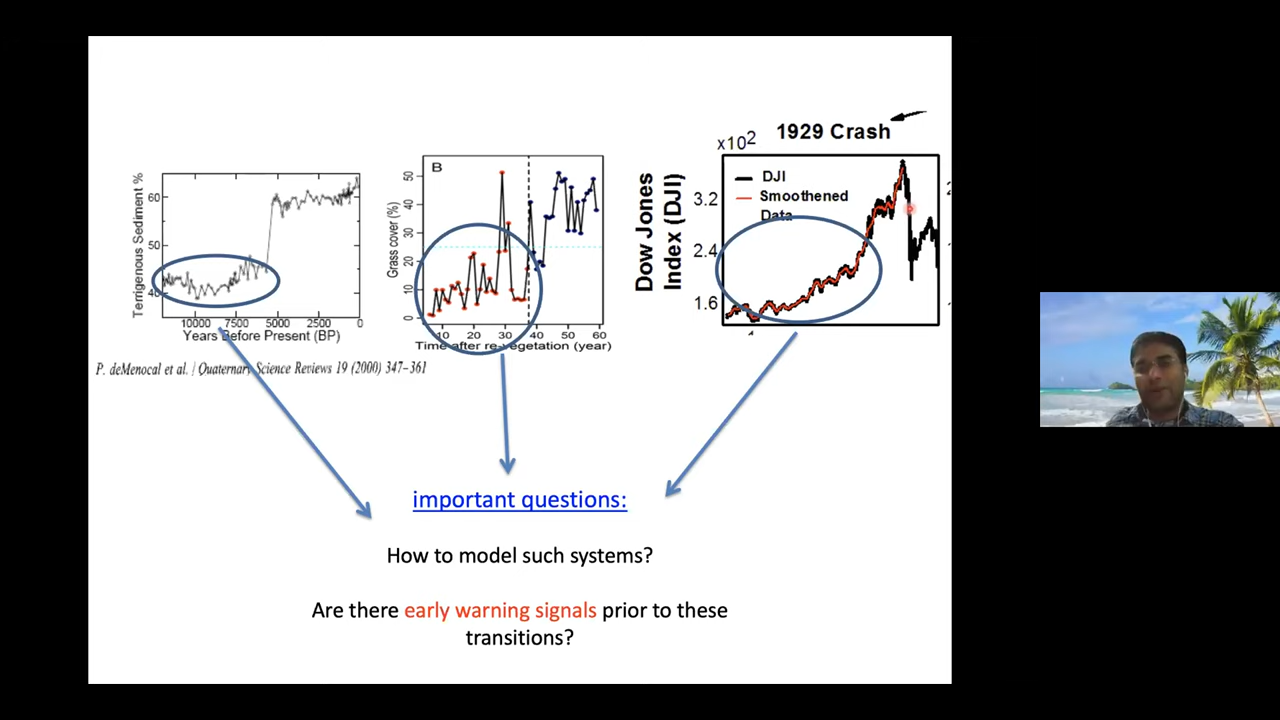 Terrigenous Sediment %
60
50
40
10000 7500 5000 2500 0
Years Before Present (BP)
P. deMenocal et al. / Quaternary Science Reviews 19 (2000) 347–361
B
Grass cover (%)
50
40
30
20
10
0
10 20 30 40 50 60
Time after re-vegetation (year)
1929 Crash
x10²
Dow Jones
Index (DJI)
3.2
2.4
1.6
DJI
Smoothened
Data
important questions:
How to model such systems?
Are there early warning signals prior to these
transitions?